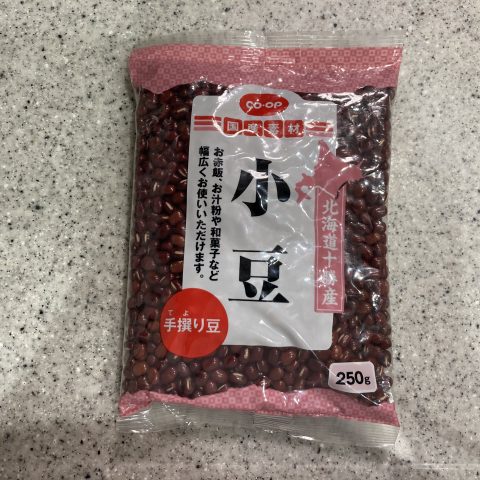 co·op
国産素材
小豆
お赤飯、お汁粉や和菓子など
幅広くお使いいただけます。
北海道十勝産
てよ
手撰り豆
250g